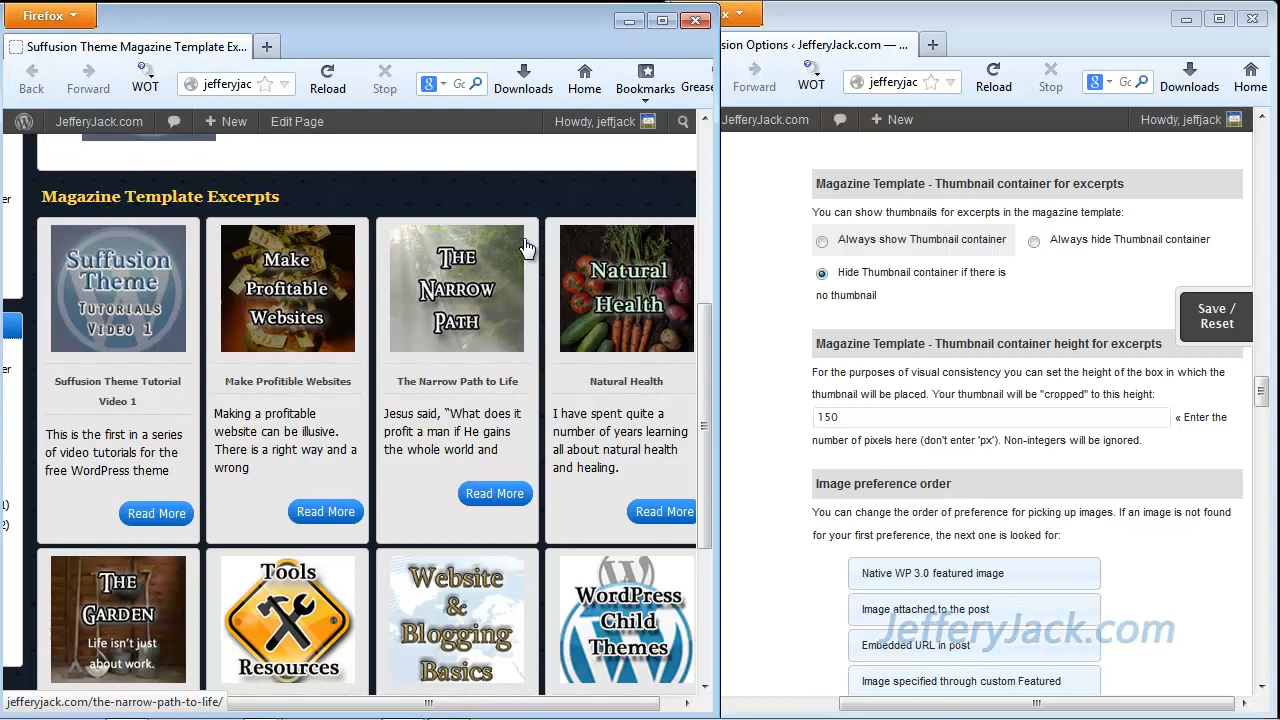 Firefox
Suffusion Theme Magazine Template Ex...
Back
Forward
WOT
jefferyjac
Reload
Stop
Downloads
Home
Bookmarks
Grease
JefferyJack.com
New
Edit Page
Howdy, jeffjack
Magazine Template Excerpts
Suffusion
Theme
Tutorials
Video 1
Make
Profitable
Websites
The
Narrow
Path
Natural
Health
Suffusion Theme Tutorial
Video 1
Make Profitible Websites
The Narrow Path to Life
Natural Health
This is the first in a series
of video tutorials for the
free WordPress theme
Making a profitable
website can be illusive.
There is a right way and a
wrong
Jesus said, “What does it
profit a man if He gains
the whole world and
I have spent quite a
number of years learning
all about natural health
and healing.
Read More
Read More
Read More
Read More
The
Garden
Life isn't just
about work.
Tools
Resources
Website
&
Blogging
Basics
WordPress
Child
Themes
jefferyjack.com/the-narrow-path-to-life/
sion Options ‹ JefferyJack.com — ...
Forward
WOT
jefferyjac
Reload
Stop
Downloads
Home
JefferyJack.com
New
Howdy, jeffjack
Magazine Template - Thumbnail container for excerpts
You can show thumbnails for excerpts in the magazine template:
Always show Thumbnail container
Always hide Thumbnail container
Hide Thumbnail container if there is
no thumbnail
Save /
Reset
Magazine Template - Thumbnail container height for excerpts
For the purposes of visual consistency you can set the height of the box in which the
thumbnail will be placed. Your thumbnail will be "cropped" to this height:
150 « Enter the
number of pixels here (don't enter 'px'). Non-integers will be ignored.
Image preference order
You can change the order of preference for picking up images. If an image is not found
for your first preference, the next one is looked for:
Native WP 3.0 featured image
Image attached to the post
Embedded URL in post
Image specified through custom Featured
JefferyJack.com